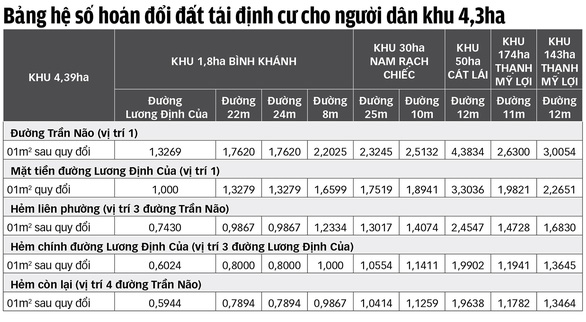 Bảng hệ số hoán đổi đất tái định cư cho người dân khu 4,3ha
KHU 4,39ha KHU 1,8ha BÌNH KHÁNH KHU 30ha NAM RẠCH CHIẾC KHU 50ha CÁT LÁI KHU 174ha THẠNH MỸ LỢI KHU 143ha THẠNH MỸ LỢI
Đường Lương Định Của Đường 22m Đường 24m Đường 8m Đường 25m Đường 10m Đường 12m Đường 11m Đường 12m
Đường Trần Não (vị trí 1)
01m² sau quy đổi 1,3269 1,7620 1,7620 2,2025 2,3245 2,5132 4,3834 2,6300 3,0054
Mặt tiền đường Lương Định Của (vị trí 1)
01m² quy đổi 1,000 1,3279 1,3279 1,6599 1,7519 1,8941 3,3036 1,9821 2,2651
Hẻm liên phường (vị trí 3 đường Trần Não)
01m² sau quy đổi 0,7430 0,9867 0,9867 1,2334 1,3017 1,4074 2,4547 1,4728 1,6830
Hẻm chính đường Lương Định Của (vị trí 3 đường Lương Định Của)
01m² sau quy đổi 0,6024 0,8000 0,8000 1,000 1,0554 1,1411 1,9902 1,1941 1,3645
Hẻm còn lại (vị trí 4 đường Trần Não)
01m² sau quy đổi 0,5944 0,7894 0,7894 0,9867 1,0414 1,1259 1,9638 1,1782 1,3464